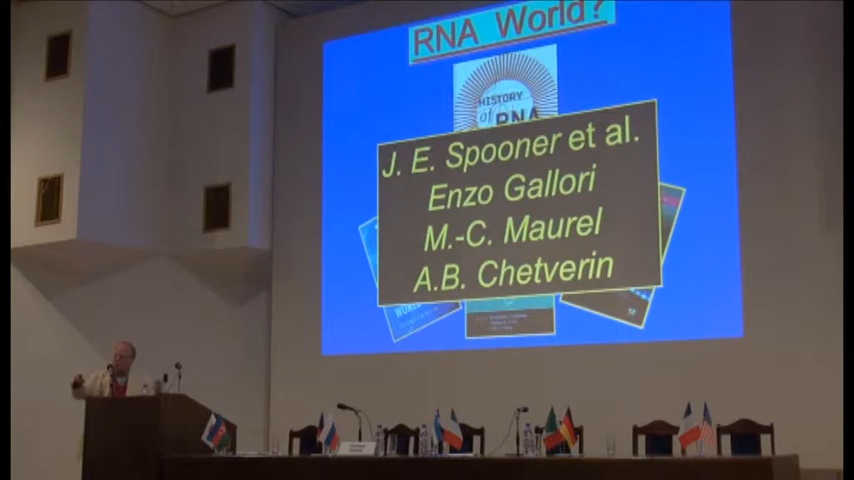 RNA World?
HISTORY
of RNA
J. E. Spooner et al.
Enzo Gallori
M.-C. Maurel
A.B. Chetverin